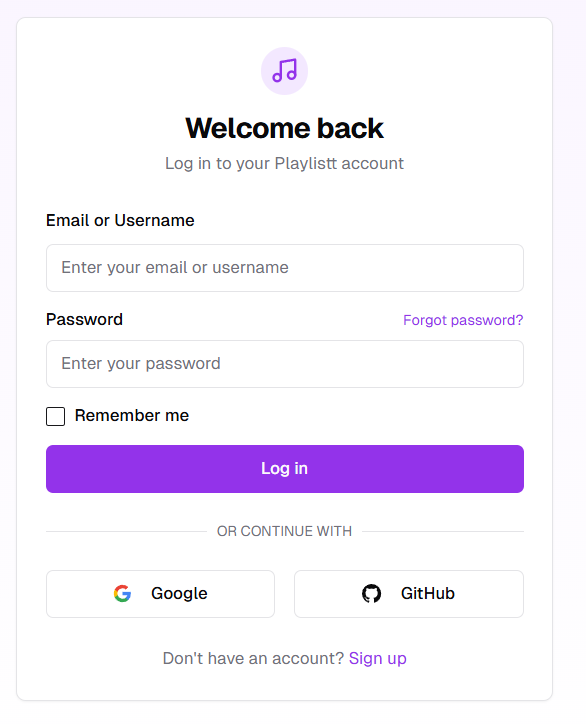 Welcome back
Log in to your Playlistt account
Email or Username
Enter your email or username
Password Forgot password?
Enter your password
Remember me
Log in
OR CONTINUE WITH
Google GitHub
Don't have an account? Sign up